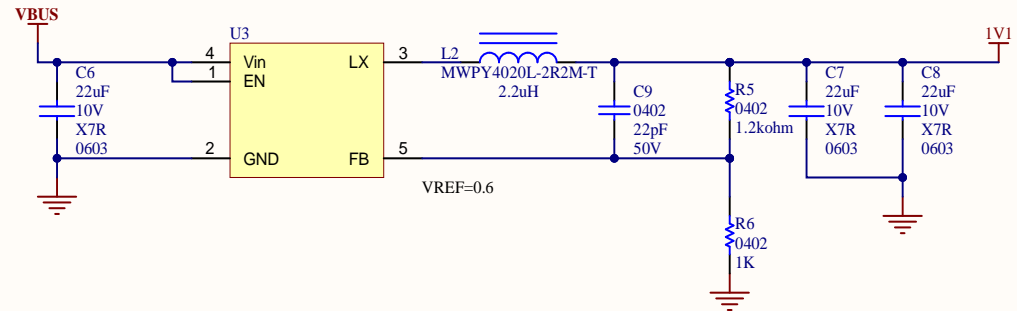 VBUS
U3
4
Vin
LX
3
1
EN
2
GND
FB
5
VREF=0.6
C6
22uF
10V
X7R
0603
L2
MWPY4020L-2R2M-T
2.2uH
C9
0402
22pF
50V
R5
0402
1.2kohm
R6
0402
1K
C7
22uF
10V
X7R
0603
C8
22uF
10V
X7R
0603
1V1